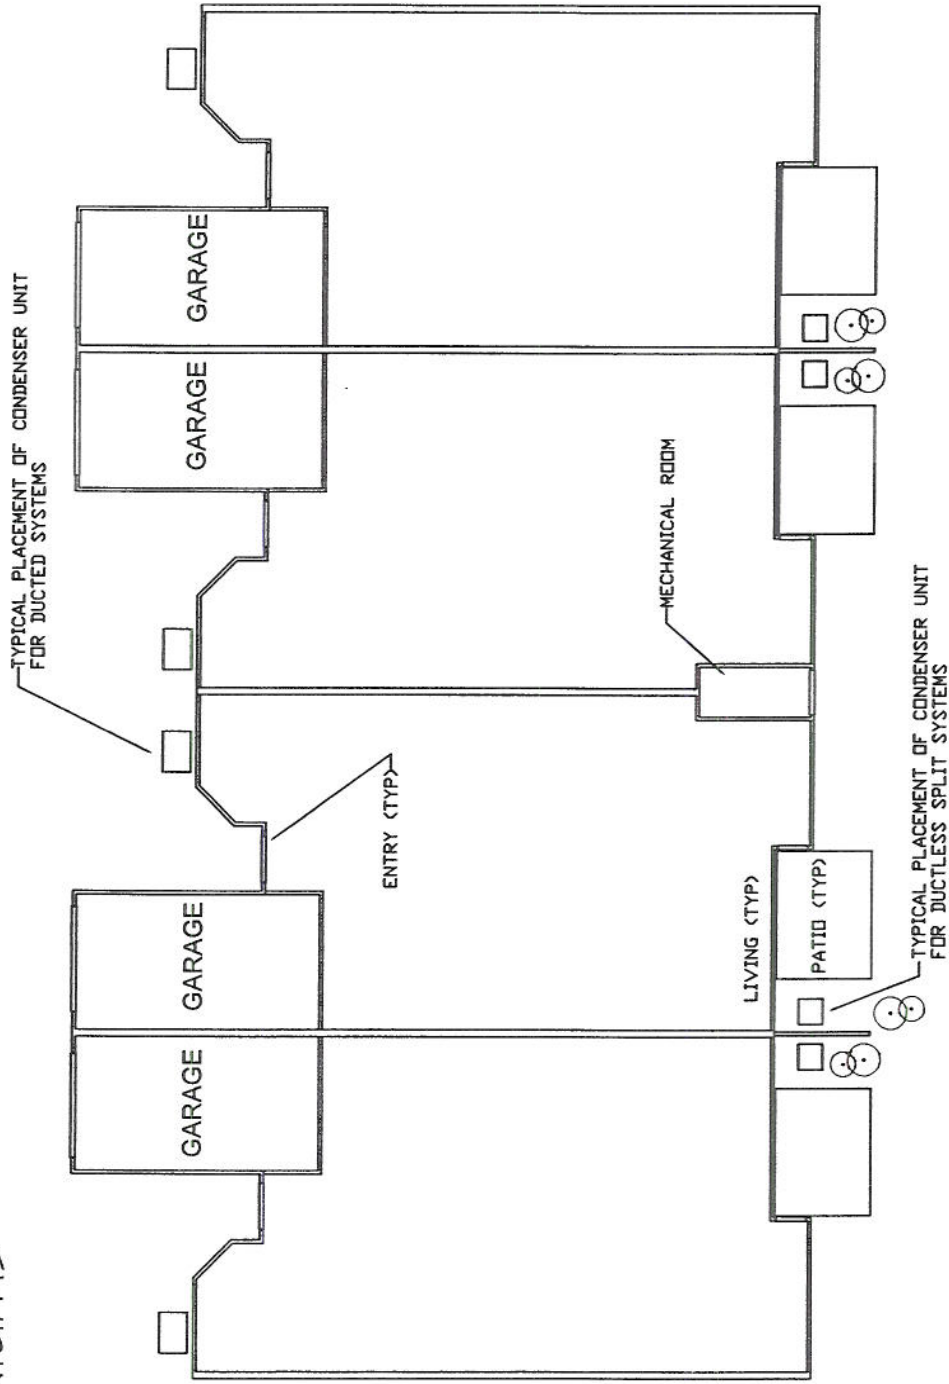 TYPICAL PLACEMENT OF CONDENSER UNIT
FOR DUCTED SYSTEMS
GARAGE
GARAGE
GARAGE
GARAGE
ENTRY (TYP)
MECHANICAL ROOM
LIVING (TYP)
PATIO (TYP)
TYPICAL PLACEMENT OF CONDENSER UNIT
FOR DUCTLESS SPLIT SYSTEMS